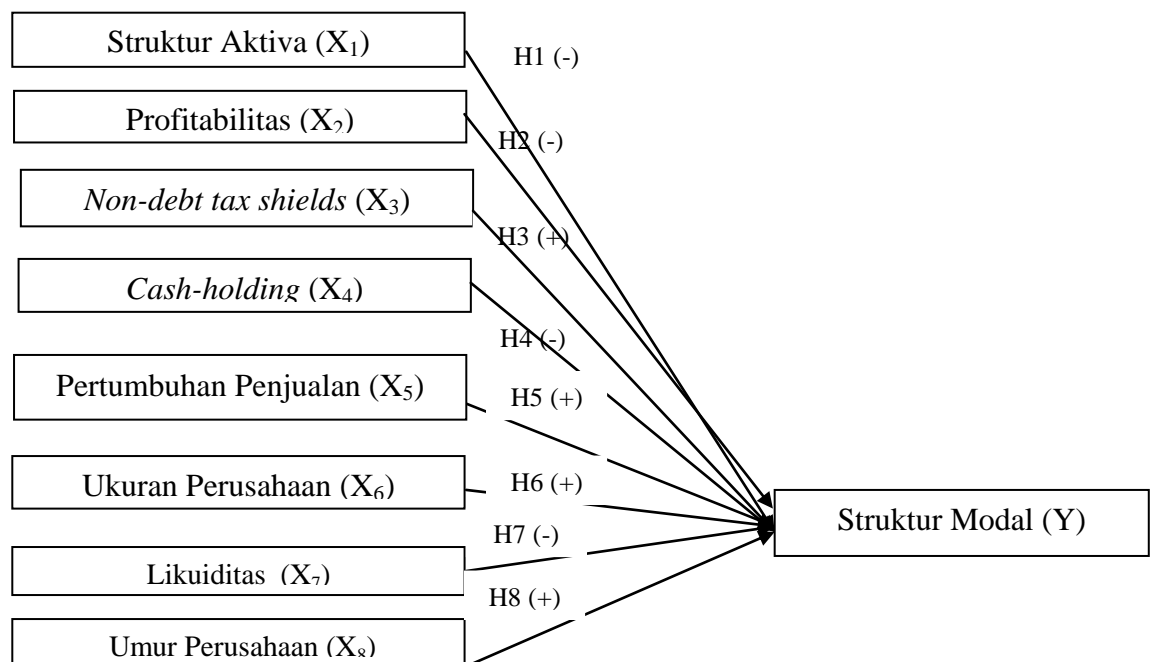 Struktur Aktiva (X₁)
H1 (-)
Profitabilitas (X₂)
H2 (-)
Non-debt tax shields (X₃)
H3 (+)
Cash-holding (X₄)
H4 (-)
Pertumbuhan Penjualan (X₅)
H5 (+)
Ukuran Perusahaan (X₆)
H6 (+)
Struktur Modal (Y)
H7 (-)
Likuiditas (X₇)
H8 (+)
Umur Perusahaan (X₈)